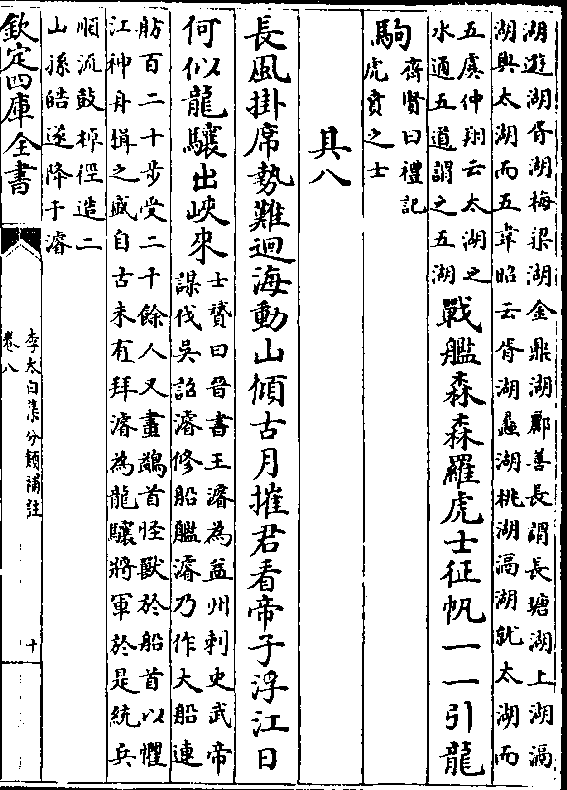 湖遊湖胥湖梅梁湖金鼎湖酈善長謂長塘湖上湖滆
湖與太湖而五韋昭云胥湖蠡湖桃湖滆湖就太湖而
五虞仲翔云太湖之
水通五道謂之五湖
戰艦森森羅虎士征帆一一引龍
駒
齊賢曰禮記
虎賁之士
其八
長風掛席勢難迴海動山傾古月摧君看帝子浮江日
何似龍驤出峽來
士贇曰晉書王濬為益州刺史武帝
謀伐吳詔濬修船艦濬乃作大船連
舫百二十步受二千餘人又畫鷁首怪獸於船首以懼
江神舟楫之盛自古未有拜濬為龍驤將軍於是統兵
順流鼓棹徑造二
山孫皓遂降于濬
欽定四庫全書
李太白集分類補註
卷八
十